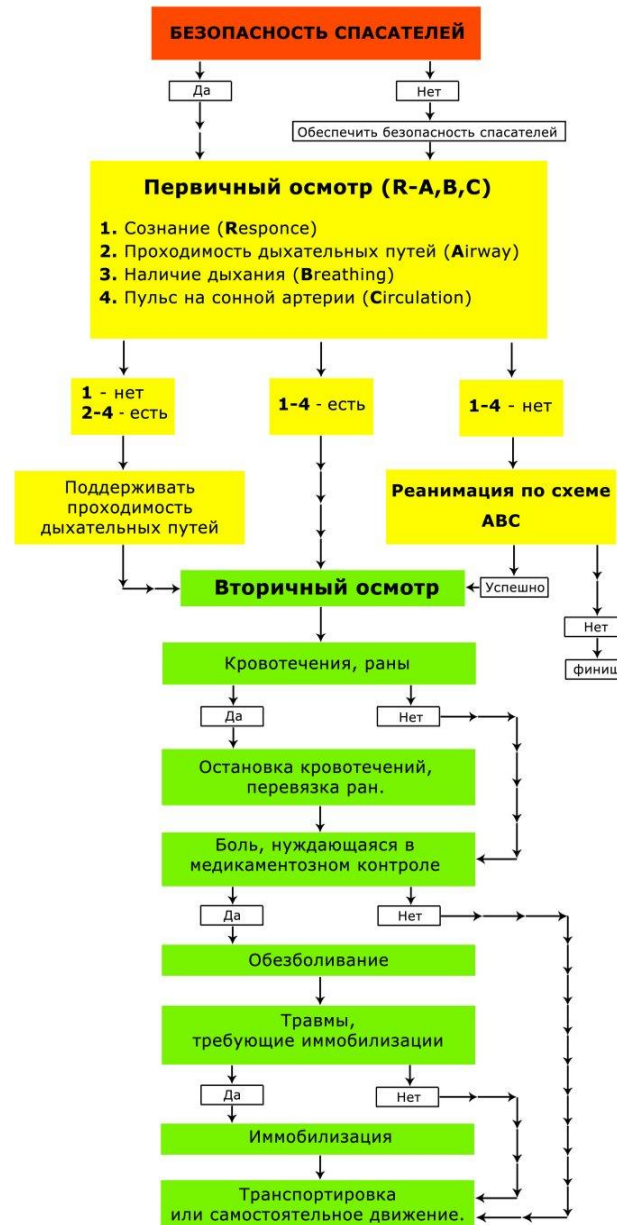 БЕЗОПАСНОСТЬ СПАСАТЕЛЕЙ
Да
Нет
Обеспечить безопасность спасателей
Первичный осмотр (R-A,B,C)
1. Сознание (Responce)
2. Проходимость дыхательных путей (Airway)
3. Наличие дыхания (Breathing)
4. Пульс на сонной артерии (Circulation)
1 - нет
2-4 - есть
1-4 - есть
1-4 - нет
Поддерживать
проходимость
дыхательных путей
Реанимация по схеме
ABC
Вторичный осмотр
Успешно
Нет
финиш
Кровотечения, раны
Да
Нет
Остановка кровотечений,
перевязка ран.
Боль, нуждающаяся в
медикаментозном контроле
Да
Нет
Обезболивание
Травмы,
требующие иммобилизации
Да
Нет
Иммобилизация
Транспортировка
или самостоятельное движение.